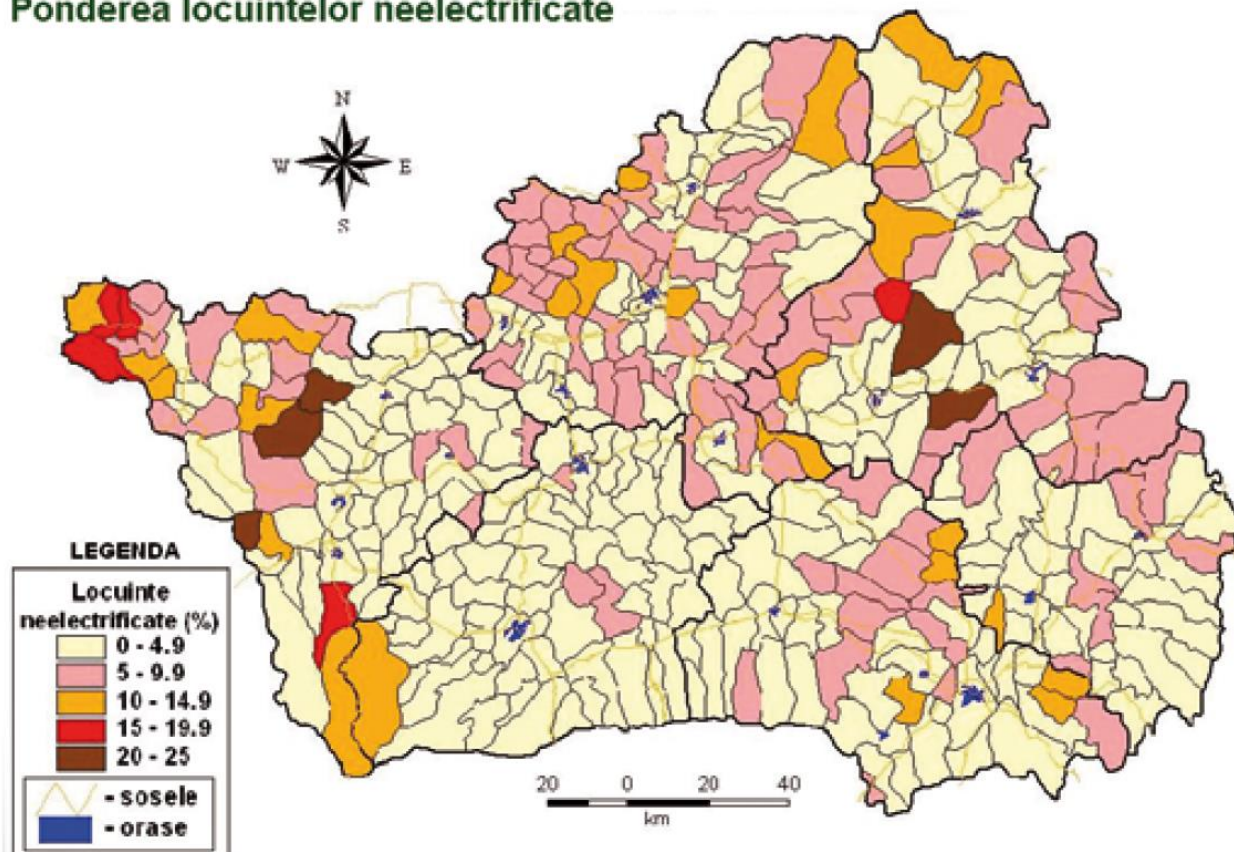 Ponderea locuintelor neelectrificate
N
W E
S
LEGENDA
Locuinte
neelectrificate (%)
0 - 4.9
5 - 9.9
10 - 14.9
15 - 19.9
20 - 25
- sosele
- orase
20 0 20 40
km